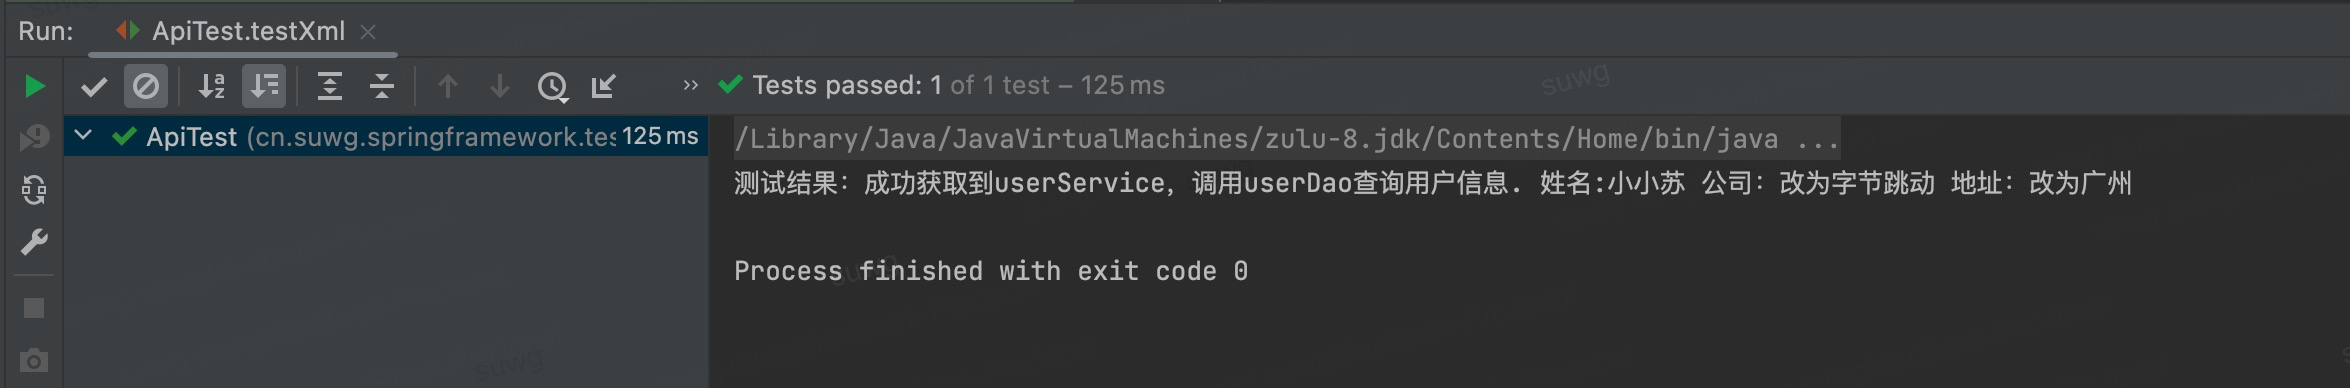 Run: ApiTest.testXml
Tests passed: 1 of 1 test – 125 ms
ApiTest (cn.suwg.springframework.tes 125 ms
/Library/Java/JavaVirtualMachines/zulu-8.jdk/Contents/Home/bin/java ...
测试结果：成功获取到userService，调用userDao查询用户信息. 姓名:小小苏 公司：改为字节跳动 地址：改为广州
Process finished with exit code 0
suwg
suwg
suwg